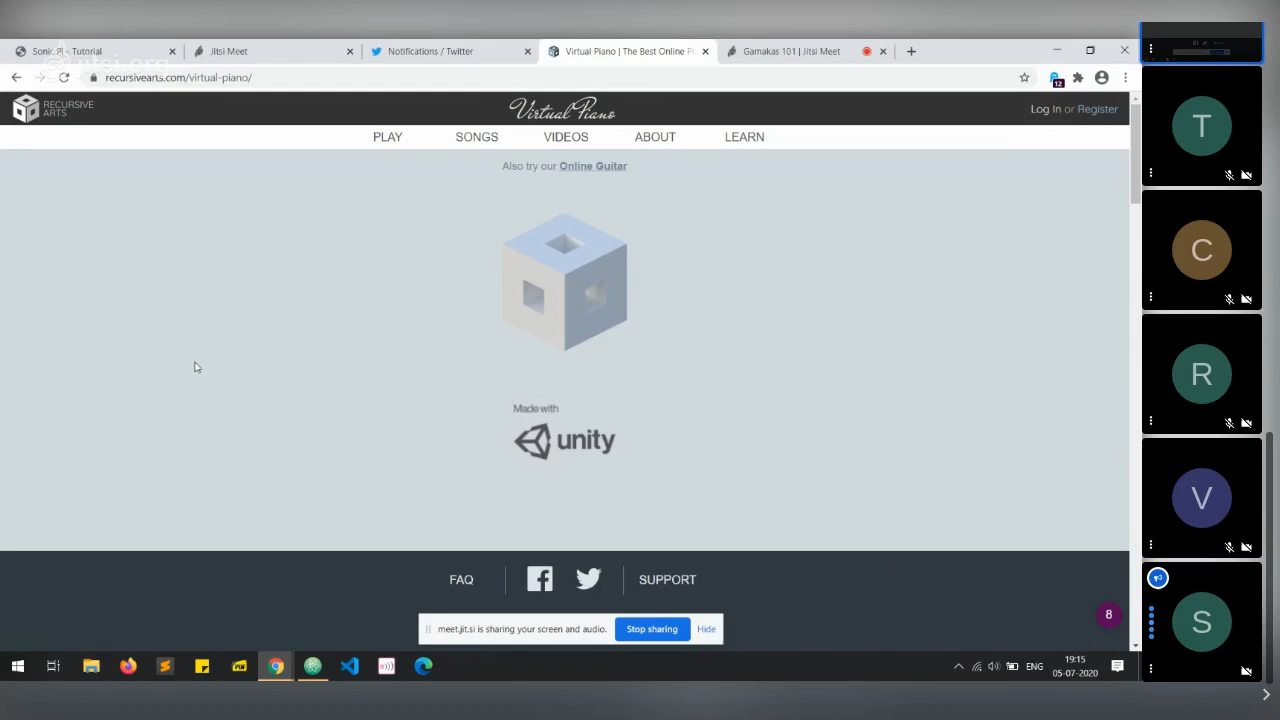 Sonic Pi - Tutorial
Jitsi Meet
Notifications / Twitter
Virtual Piano | The Best Online Pi
Gamakas 101 | Jitsi Meet
jitsi.org
recursivearts.com/virtual-piano/
12
RECURSIVE
ARTS
Virtual Piano
Log In or Register
PLAY
SONGS
VIDEOS
ABOUT
LEARN
Also try our Online Guitar
Made with
unity
FAQ
SUPPORT
meet.jit.si is sharing your screen and audio.
Stop sharing
Hide
8
ENG
19:15
05-07-2020
T
C
R
V
S